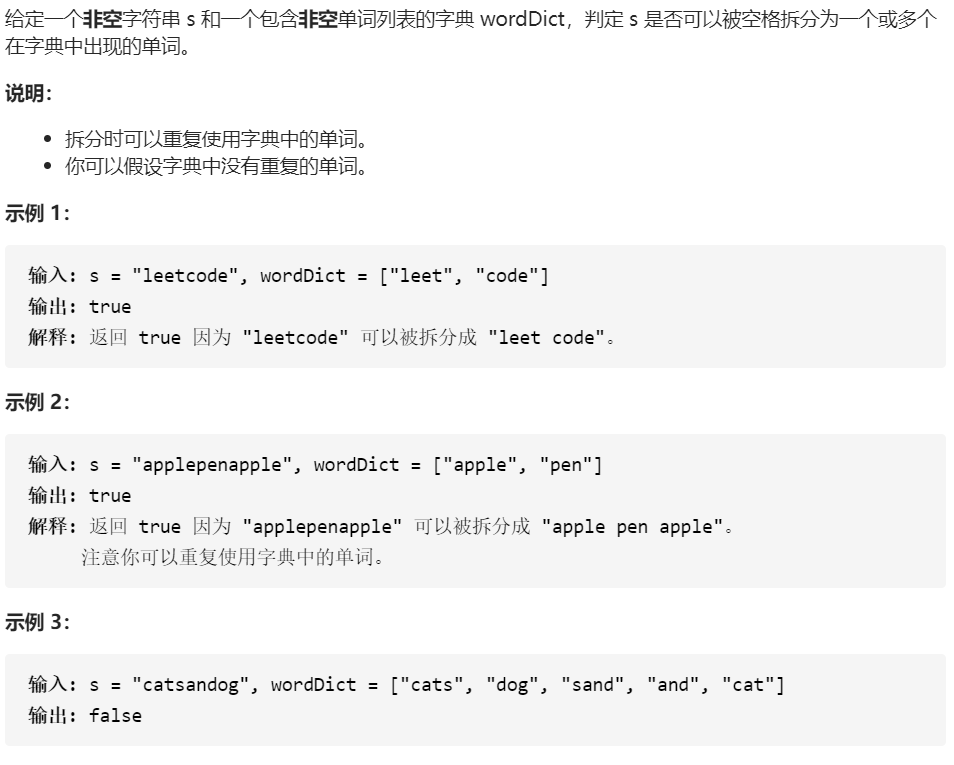 给定一个非空字符串 s 和一个包含非空单词列表的字典 wordDict，判定 s 是否可以被空格拆分为一个或多个
在字典中出现的单词。
说明：
• 拆分时可以重复使用字典中的单词。
• 你可以假设字典中没有重复的单词。
示例 1：
输入: s = "leetcode", wordDict = ["leet", "code"]
输出: true
解释: 返回 true 因为 "leetcode" 可以被拆分成 "leet code"。
示例 2：
输入: s = "applepenapple", wordDict = ["apple", "pen"]
输出: true
解释: 返回 true 因为 "applepenapple" 可以被拆分成 "apple pen apple"。
注意你可以重复使用字典中的单词。
示例 3：
输入: s = "catsandog", wordDict = ["cats", "dog", "sand", "and", "cat"]
输出: false